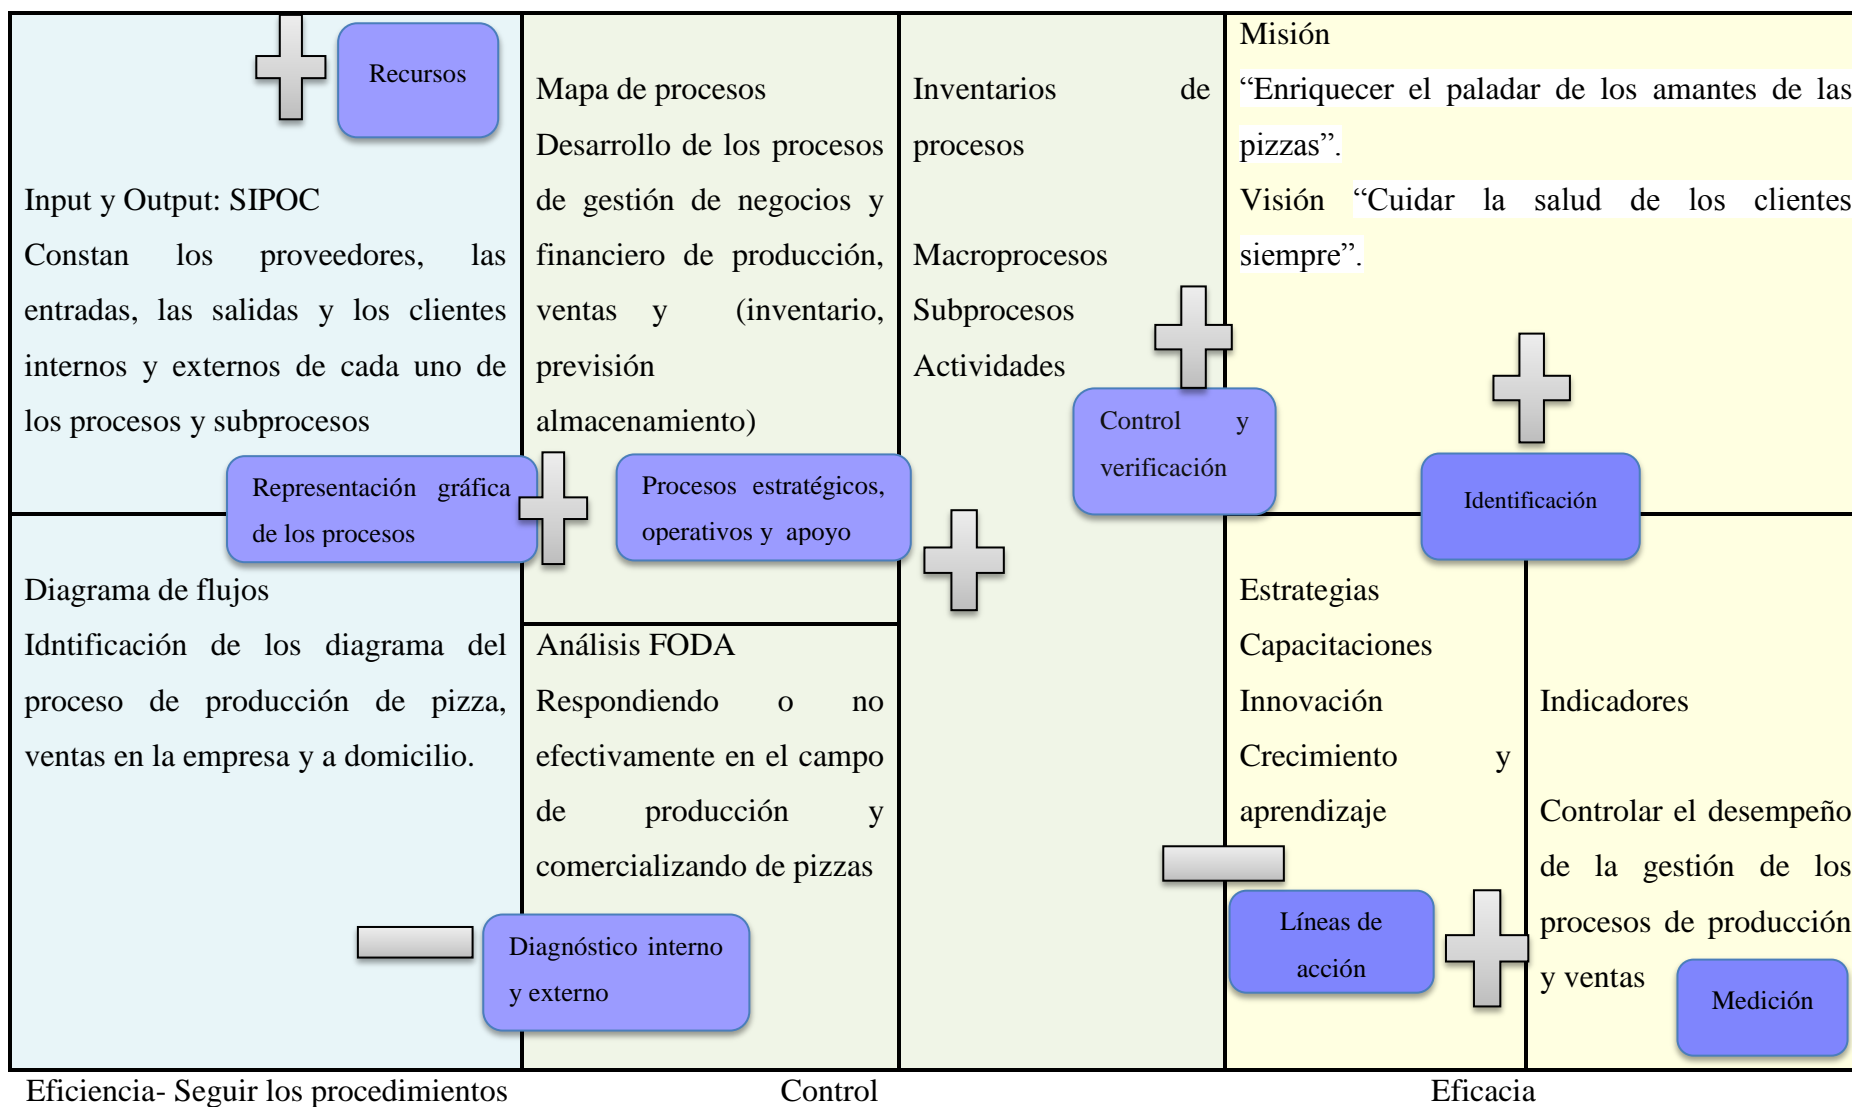 Recursos
Input y Output: SIPOC
Constan los proveedores, las
entradas, las salidas y los clientes
internos y externos de cada uno de
los procesos y subprocesos
Representación gráfica
de los procesos
Diagrama de flujos
Idntificación de los diagrama del
proceso de producción de pizza,
ventas en la empresa y a domicilio.
Mapa de procesos
Desarrollo de los procesos
de gestión de negocios y
financiero de producción,
ventas y (inventario,
previsión
almacenamiento)
Procesos estratégicos,
operativos y apoyo
Análisis FODA
Respondiendo o no
efectivamente en el campo
de producción y
comercializando de pizzas
Diagnóstico interno
y externo
Inventarios de
procesos
Macroprocesos
Subprocesos
Actividades
Control y
verificación
Misión
“Enriquecer el paladar de los amantes de las
pizzas”.
Visión “Cuidar la salud de los clientes
siempre”.
Identificación
Estrategias
Capacitaciones
Innovación
Crecimiento y
aprendizaje
Líneas de
acción
Indicadores
Controlar el desempeño
de la gestión de los
procesos de producción
y ventas
Medición
Eficiencia- Seguir los procedimientos
Control
Eficacia